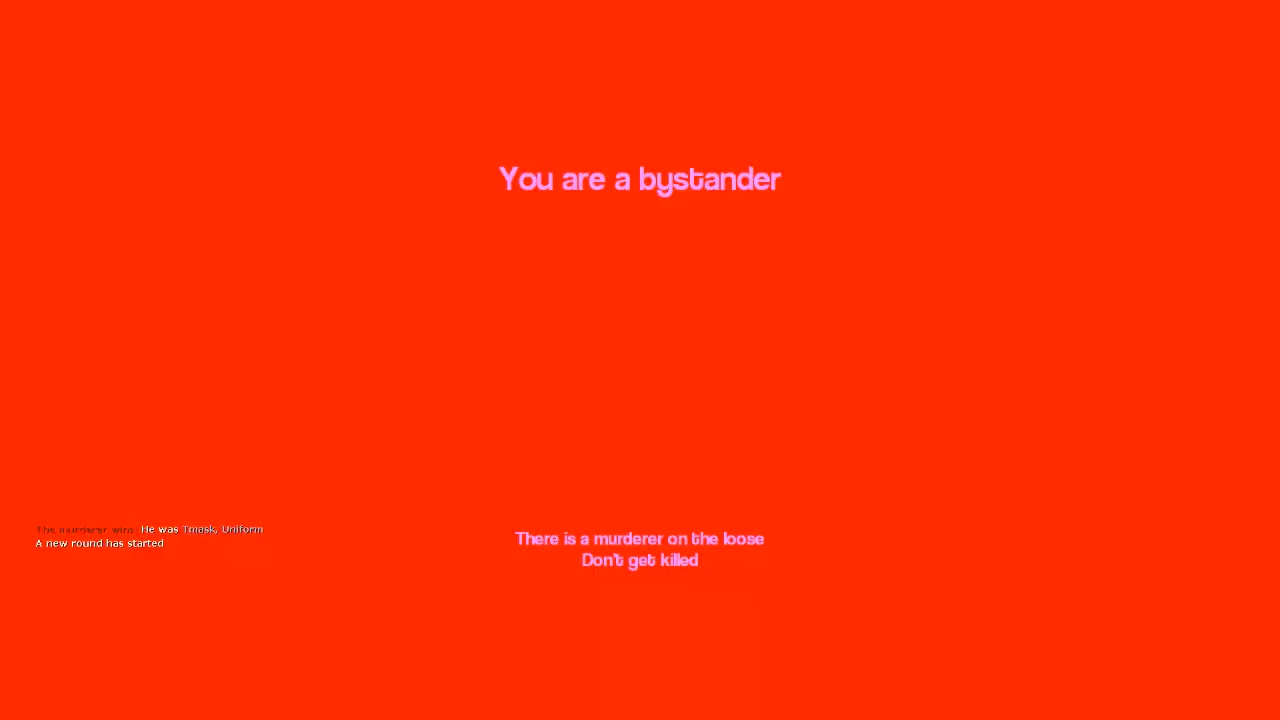 You are a bystander
The murderer wins! He was Tmask, Uniform
A new round has started
There is a murderer on the loose
Don't get killed